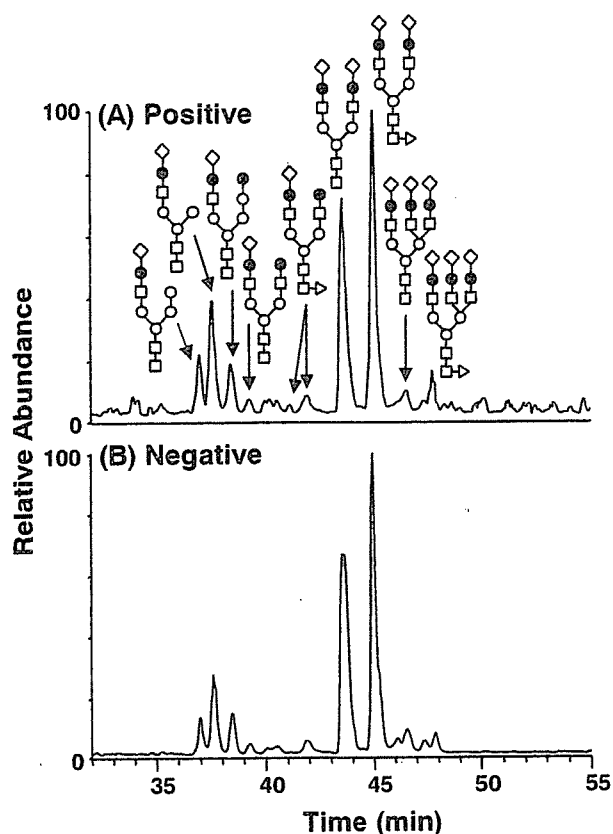 100
(A) Positive
0
100
(B) Negative
0
Relative Abundance
35 40 45 50 55
Time (min)